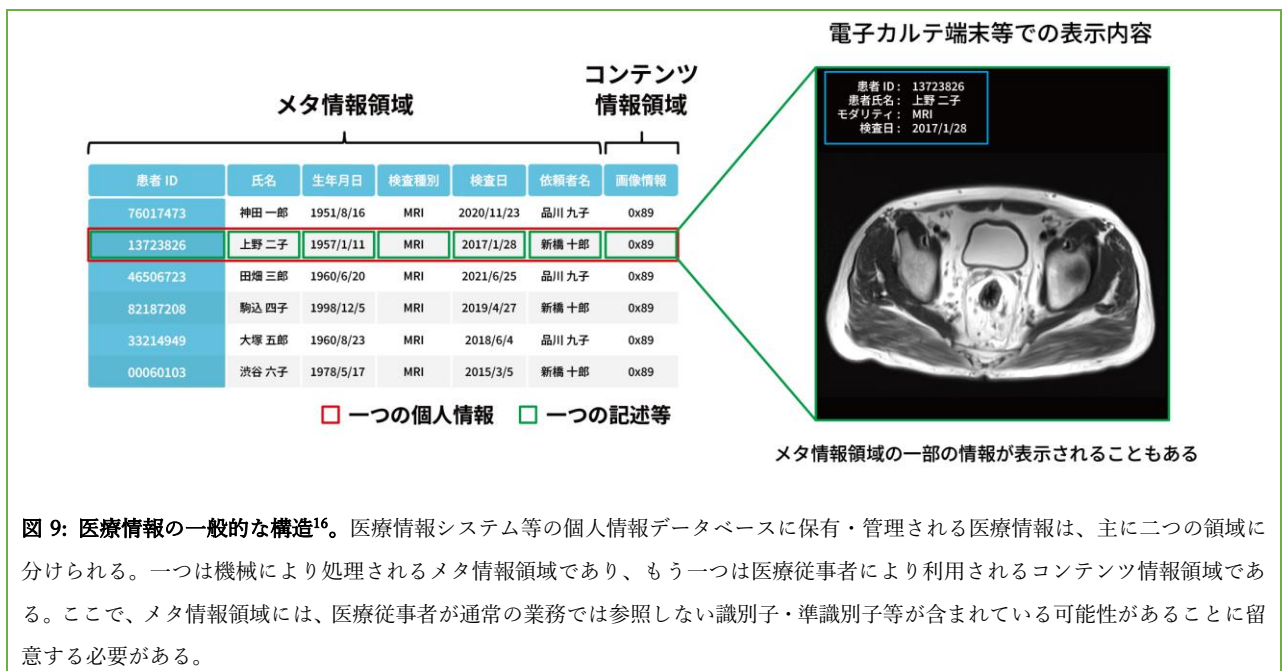 電子カルテ端末等での表示内容
コンテンツ
メタ情報領域 情報領域
患者 ID : 13723826
患者氏名 : 上野 二子
モダリティ : MRI
検査日 : 2017/1/28
患者 ID 氏名 生年月日 検査種別 検査日 依頼者名 画像情報
76017473 神田 一郎 1951/8/16 MRI 2020/11/23 品川 九子 0x89
13723826 上野 二子 1957/1/11 MRI 2017/1/28 新橋 十郎 0x89
46506723 田畑 三郎 1960/6/20 MRI 2021/6/25 品川 九子 0x89
82187208 駒込 四子 1998/12/5 MRI 2019/4/27 新橋 十郎 0x89
33214949 大塚 五郎 1960/8/23 MRI 2018/6/4 品川 九子 0x89
00060103 渋谷 六子 1978/5/17 MRI 2015/3/5 新橋 十郎 0x89
一つの個人情報 一つの記述等
メタ情報領域の一部の情報が表示されることもある
図 9: 医療情報の一般的な構造16。医療情報システム等の個人情報データベースに保有・管理される医療情報は、主に二つの領域に
分けられる。一つは機械により処理されるメタ情報領域であり、もう一つは医療従事者により利用されるコンテンツ情報領域であ
る。ここで、メタ情報領域には、医療従事者が通常の業務では参照しない識別子・準識別子等が含まれている可能性があることに留
意する必要がある。